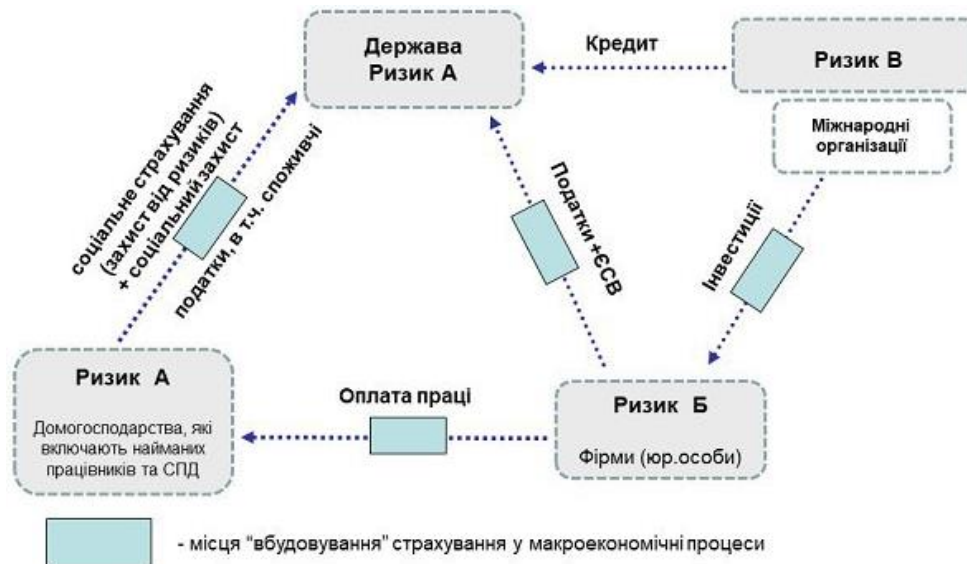 Держава
Ризик А
Кредит
Ризик В
Міжнародні
організації
соціальне страхування
(захист від ризиків)
+ соціальний захист
податки, в т.ч. споживчі
Податки +ЄСВ
Інвестиції
Ризик А
Домогосподарства, які
включають найманих
працівників та СПД
Оплата праці
Ризик Б
Фірми (юр.особи)
- місця "вбудовування" страхування у макроекономічні процеси